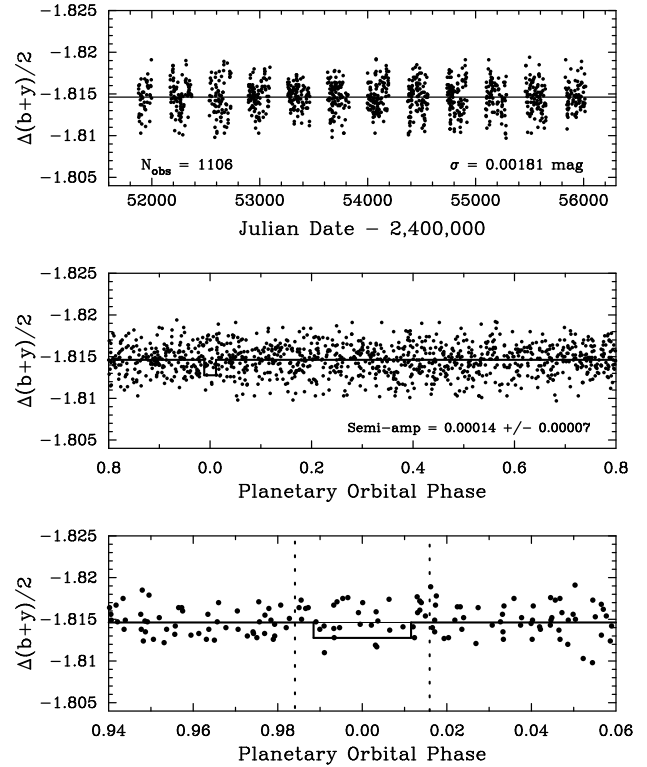 −1.825
−1.82
−1.815
−1.81
−1.805
Δ(b+y)/2
N_obs = 1106
σ = 0.00181 mag
52000 53000 54000 55000 56000
Julian Date − 2,400,000
−1.825
−1.82
−1.815
−1.81
−1.805
Δ(b+y)/2
Semi-amp = 0.00014 +/- 0.00007
0.8 0.0 0.2 0.4 0.6 0.8
Planetary Orbital Phase
−1.825
−1.82
−1.815
−1.81
−1.805
Δ(b+y)/2
0.94 0.96 0.98 0.00 0.02 0.04 0.06
Planetary Orbital Phase